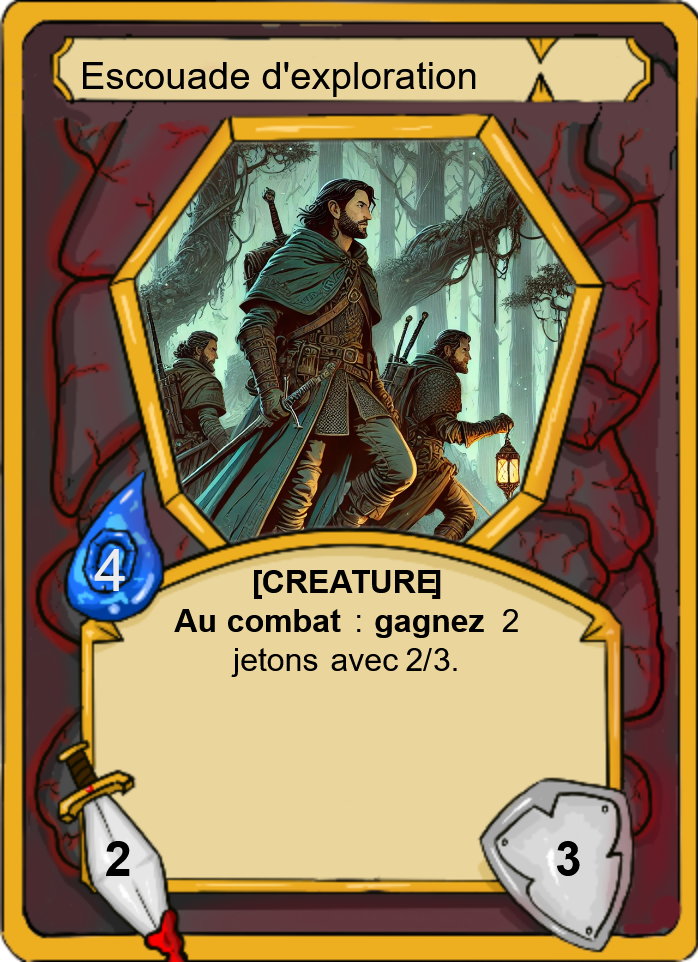 Escouade d'exploration
4
[CREATURE]
Au combat : gagnez 2
jetons avec 2/3.
2
3